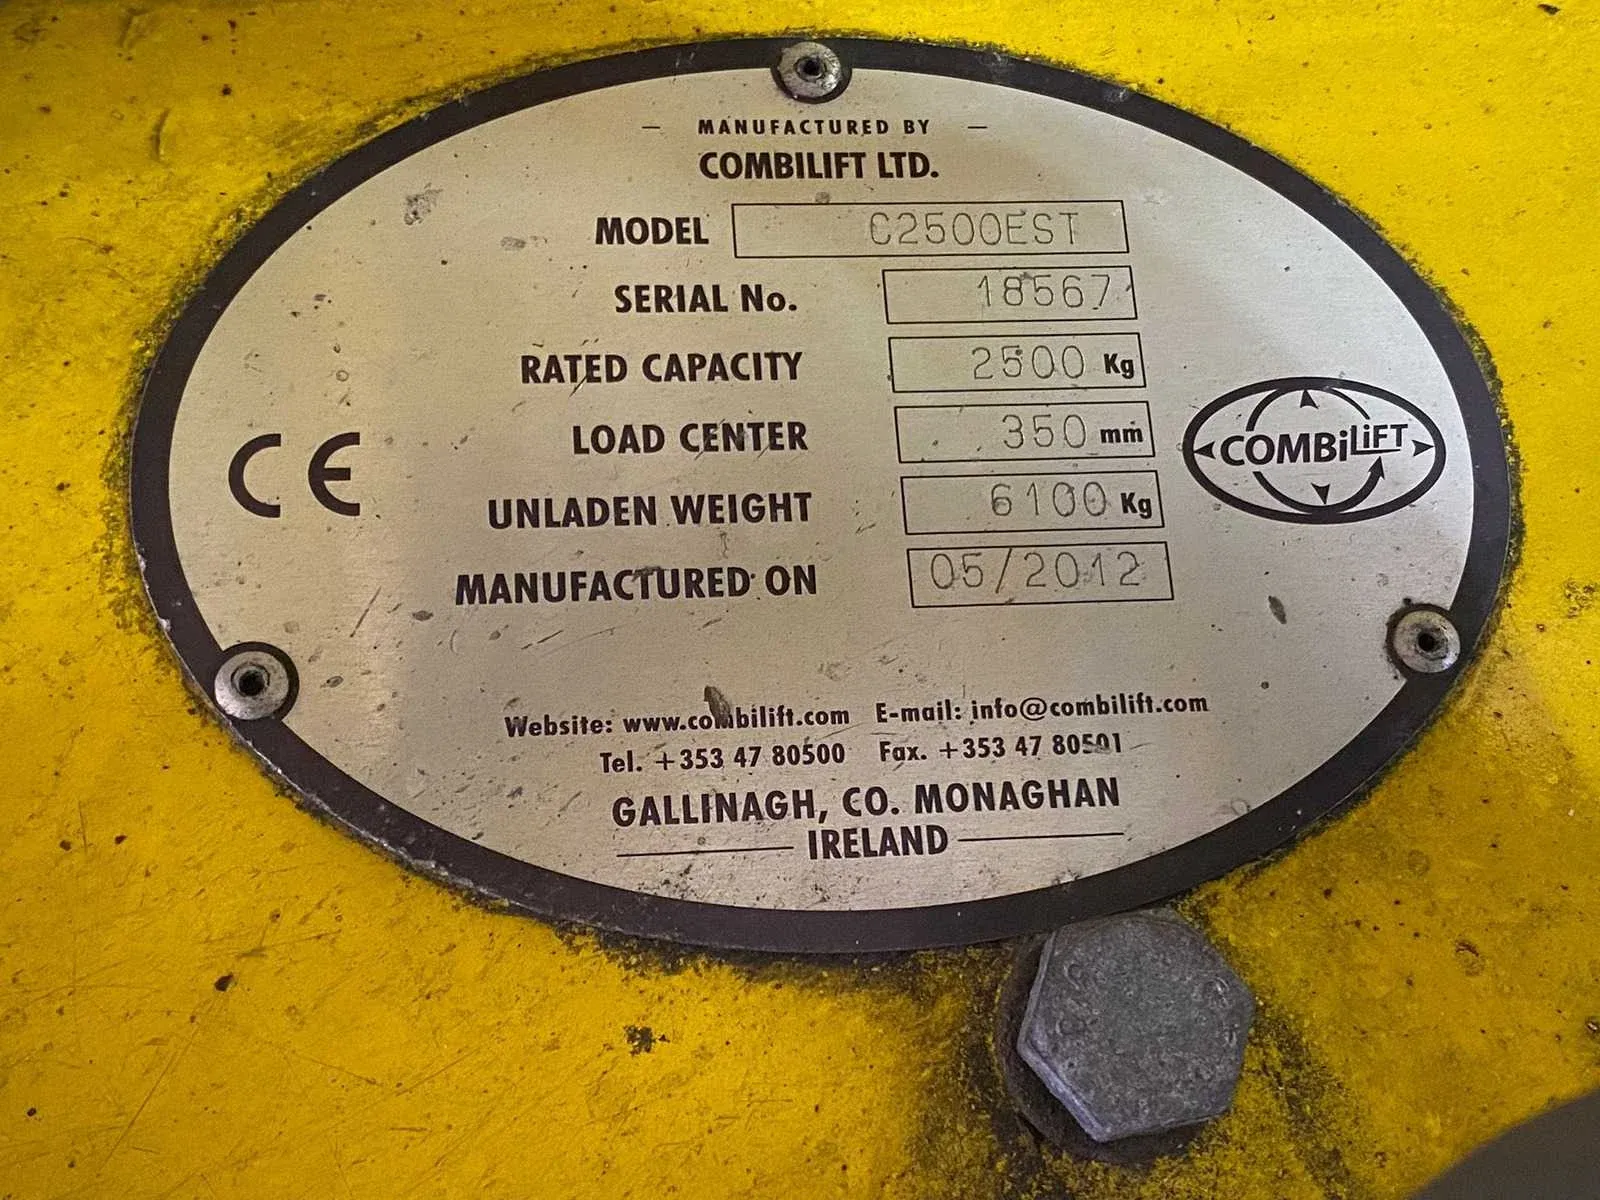 — MANUFACTURED BY —
COMBILIFT LTD.
MODEL C2500EST
SERIAL No. 18567
RATED CAPACITY 2500 Kg
LOAD CENTER 350 mm
UNLADEN WEIGHT 6100 Kg
MANUFACTURED ON 05/2012
CE
COMBiLiFT
Website: www.combilift.com E-mail: info@combilift.com
Tel. +353 47 80500 Fax. +353 47 80501
GALLINAGH, CO. MONAGHAN
IRELAND